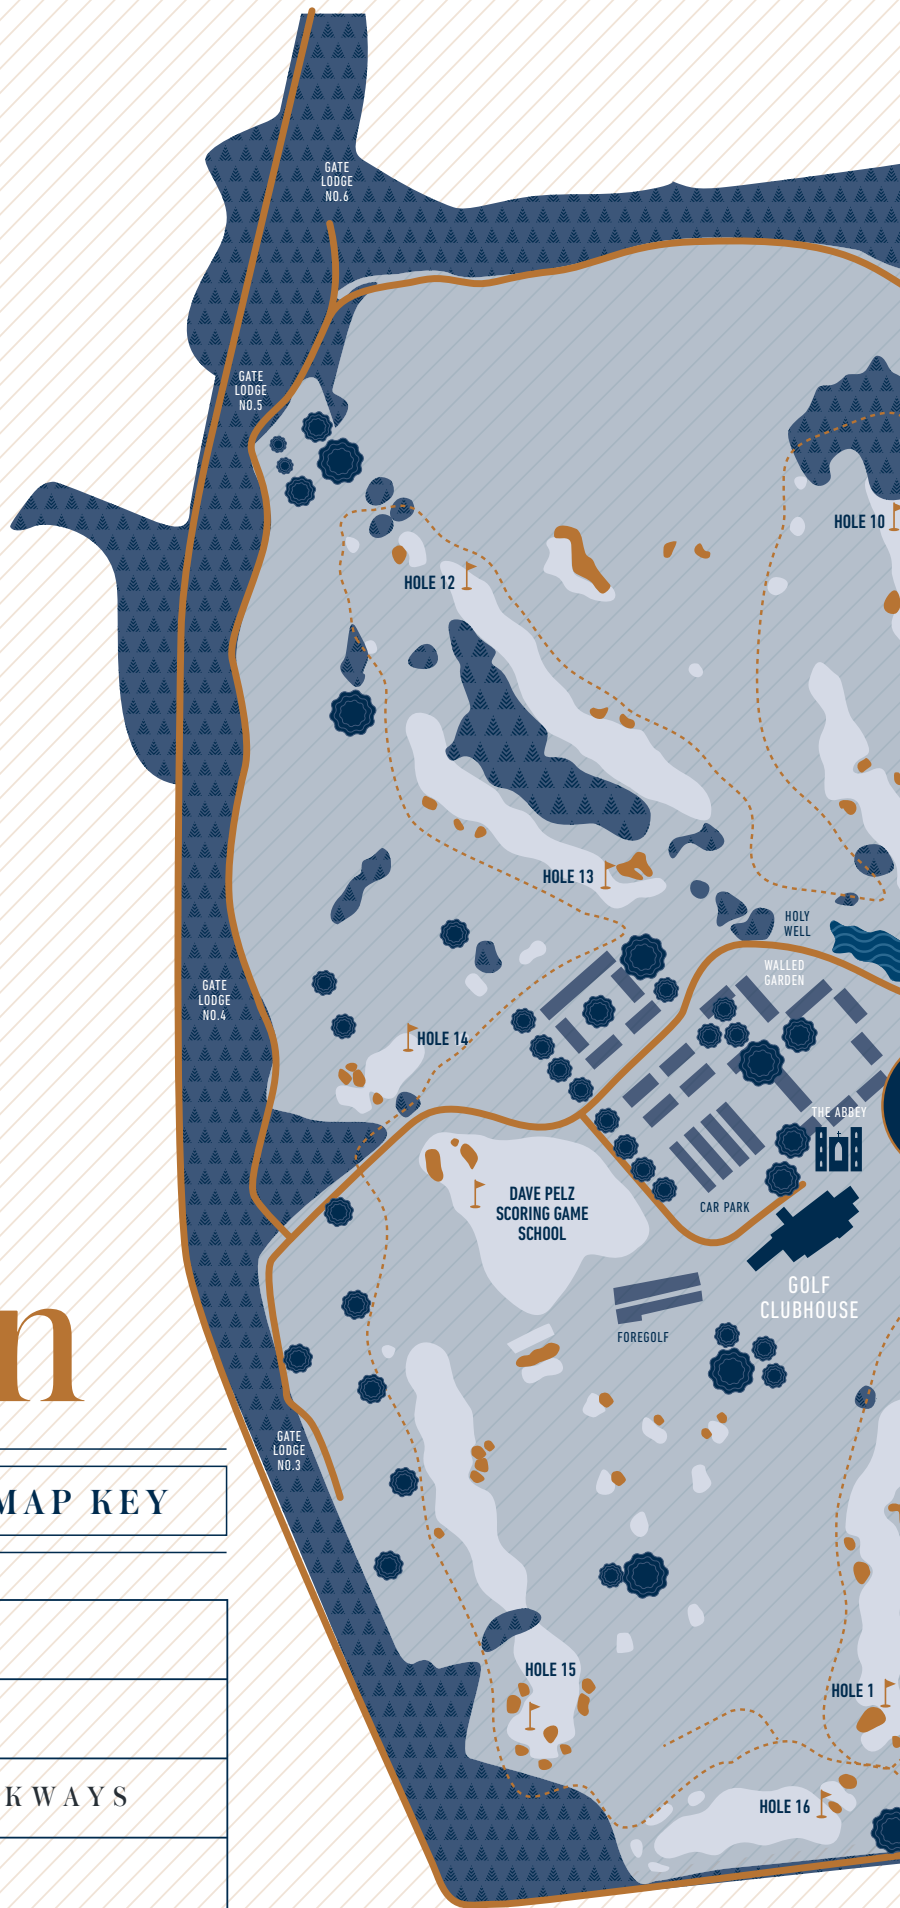 GATE
LODGE
NO.6
GATE
LODGE
NO.5
HOLE 10
HOLE 12
HOLE 13
HOLY
WELL
WALLED
GARDEN
GATE
LODGE
NO.4
HOLE 14
THE ABBEY
DAVE PELZ
SCORING GAME
SCHOOL
CAR PARK
GOLF
CLUBHOUSE
FOREGOLF
n
GATE
LODGE
NO.3
MAP KEY
HOLE 15
HOLE 1
KWAYS
HOLE 16